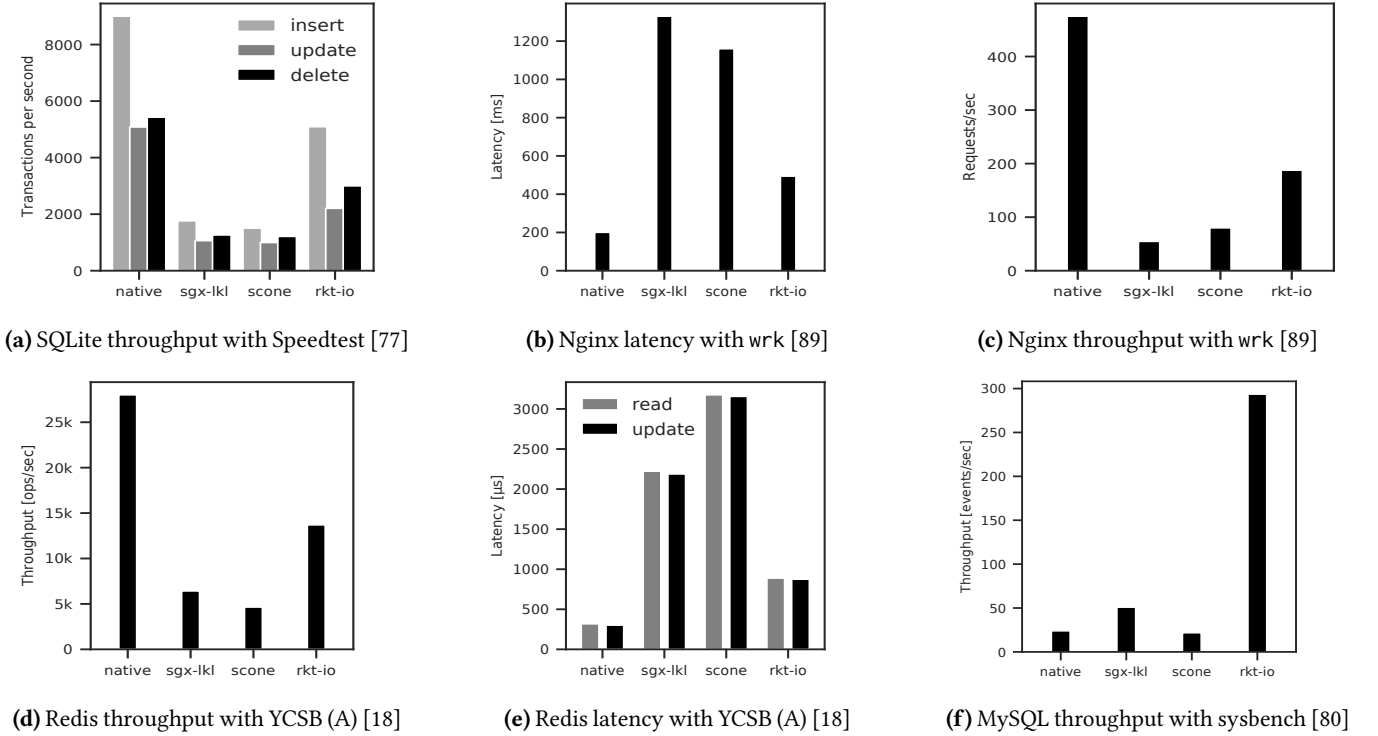 8000
6000
4000
2000
0
Transactions per second
insert
update
delete
native sgx-lkl scone rkt-io
(a) SQLite throughput with Speedtest [77]
1200
1000
800
600
400
200
0
Latency [ms]
native sgx-lkl scone rkt-io
(b) Nginx latency with wrk [89]
400
300
200
100
0
Requests/sec
native sgx-lkl scone rkt-io
(c) Nginx throughput with wrk [89]
25k
20k
15k
10k
5k
0
Throughput [ops/sec]
native sgx-lkl scone rkt-io
(d) Redis throughput with YCSB (A) [18]
3000
2500
2000
1500
1000
500
0
Latency [µs]
read
update
native sgx-lkl scone rkt-io
(e) Redis latency with YCSB (A) [18]
300
250
200
150
100
50
0
Throughput [events/sec]
native sgx-lkl scone rkt-io
(f) MySQL throughput with sysbench [80]